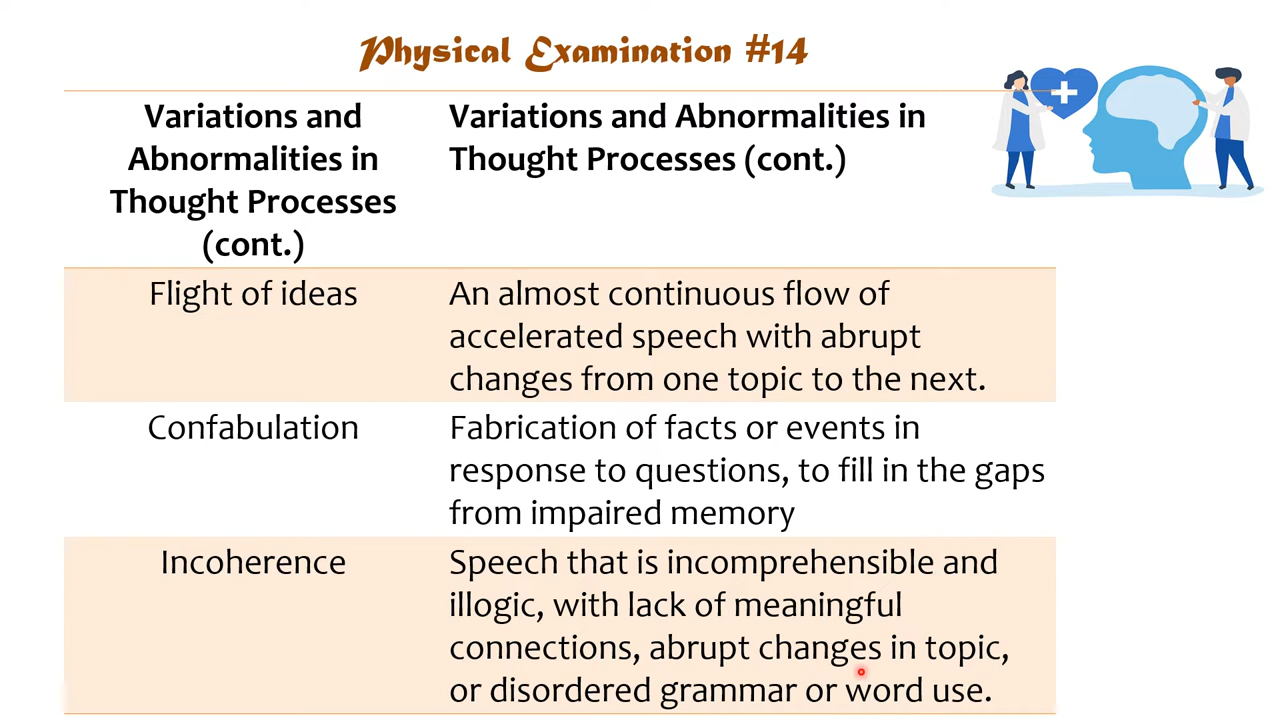 Physical Examination #14
Variations and
Abnormalities in
Thought Processes
(cont.)
Variations and Abnormalities in
Thought Processes (cont.)
Flight of ideas
An almost continuous flow of
accelerated speech with abrupt
changes from one topic to the next.
Confabulation
Fabrication of facts or events in
response to questions, to fill in the gaps
from impaired memory
Incoherence
Speech that is incomprehensible and
illogic, with lack of meaningful
connections, abrupt changes in topic,
or disordered grammar or word use.